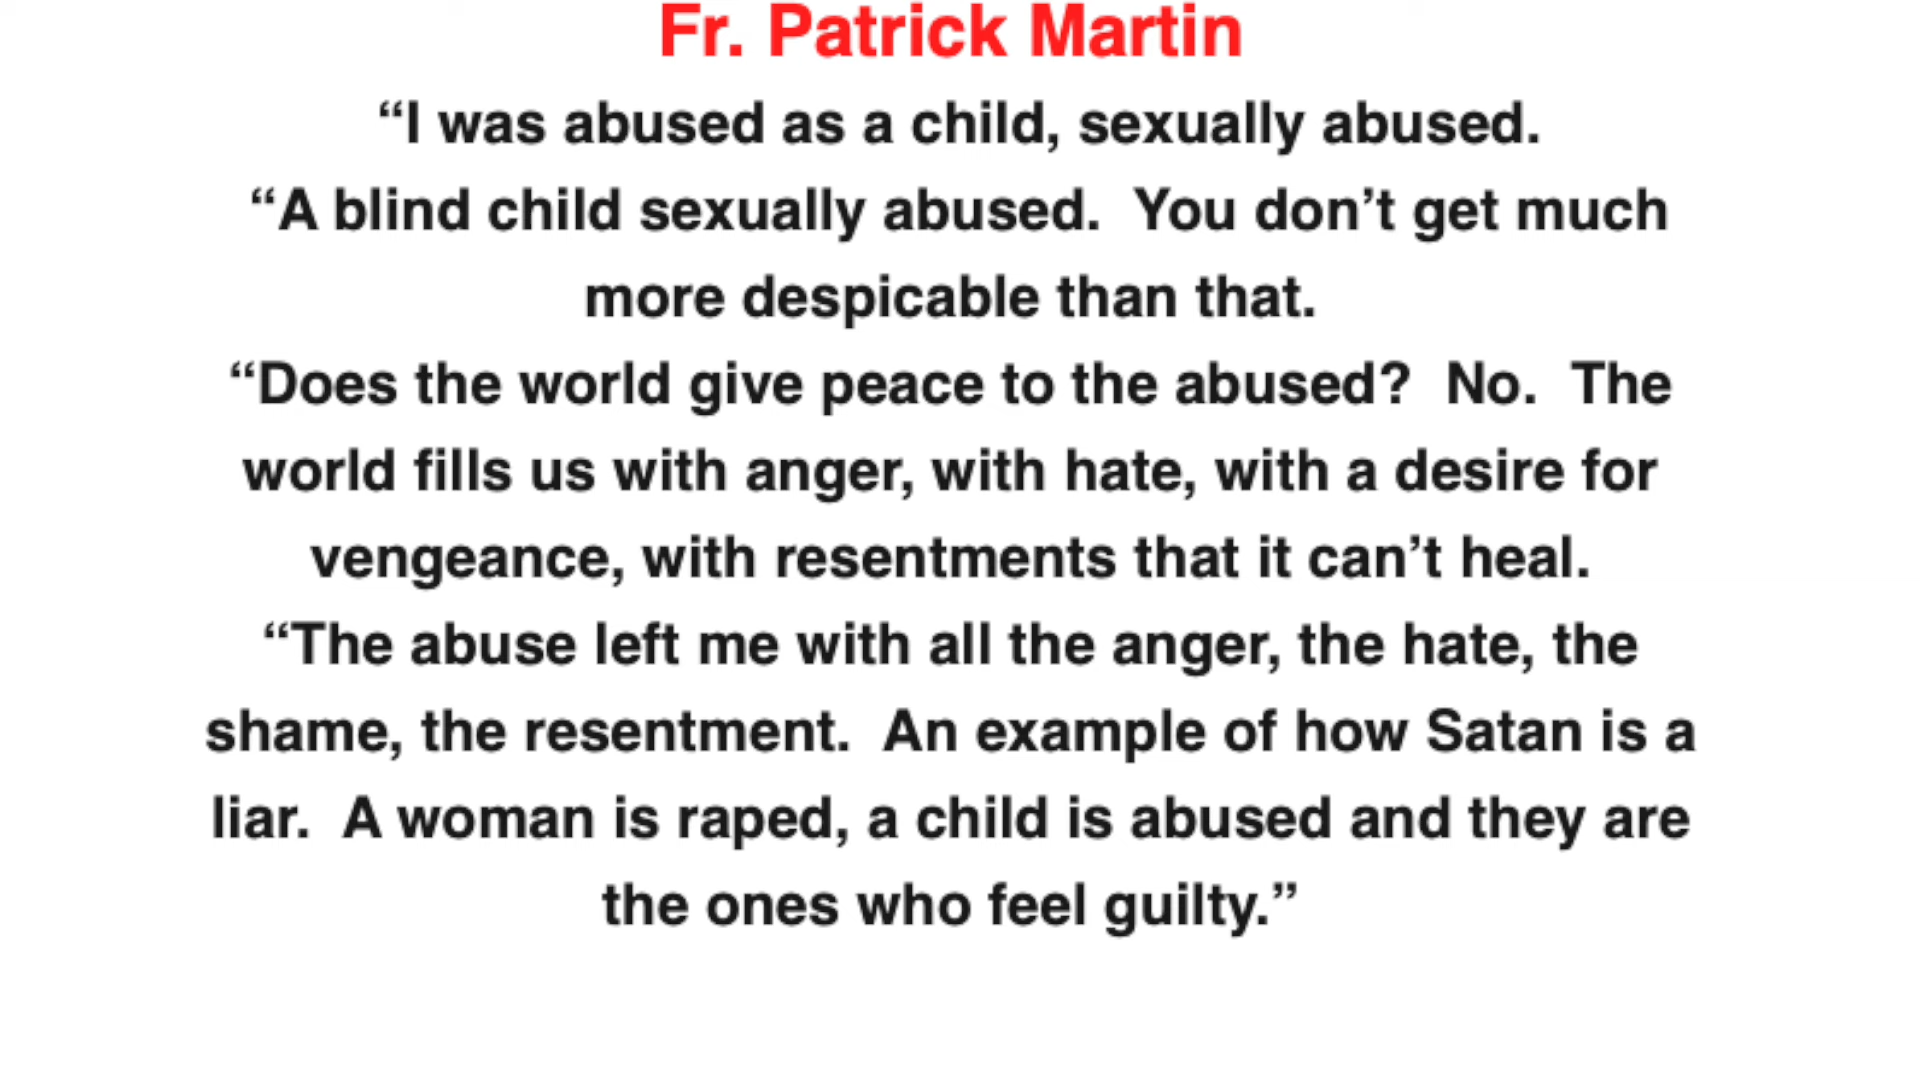 Fr. Patrick Martin
“I was abused as a child, sexually abused.
“A blind child sexually abused.  You don’t get much
more despicable than that.
“Does the world give peace to the abused?  No.  The
world fills us with anger, with hate, with a desire for
vengeance, with resentments that it can’t heal.
“The abuse left me with all the anger, the hate, the
shame, the resentment.  An example of how Satan is a
liar.  A woman is raped, a child is abused and they are
the ones who feel guilty.”